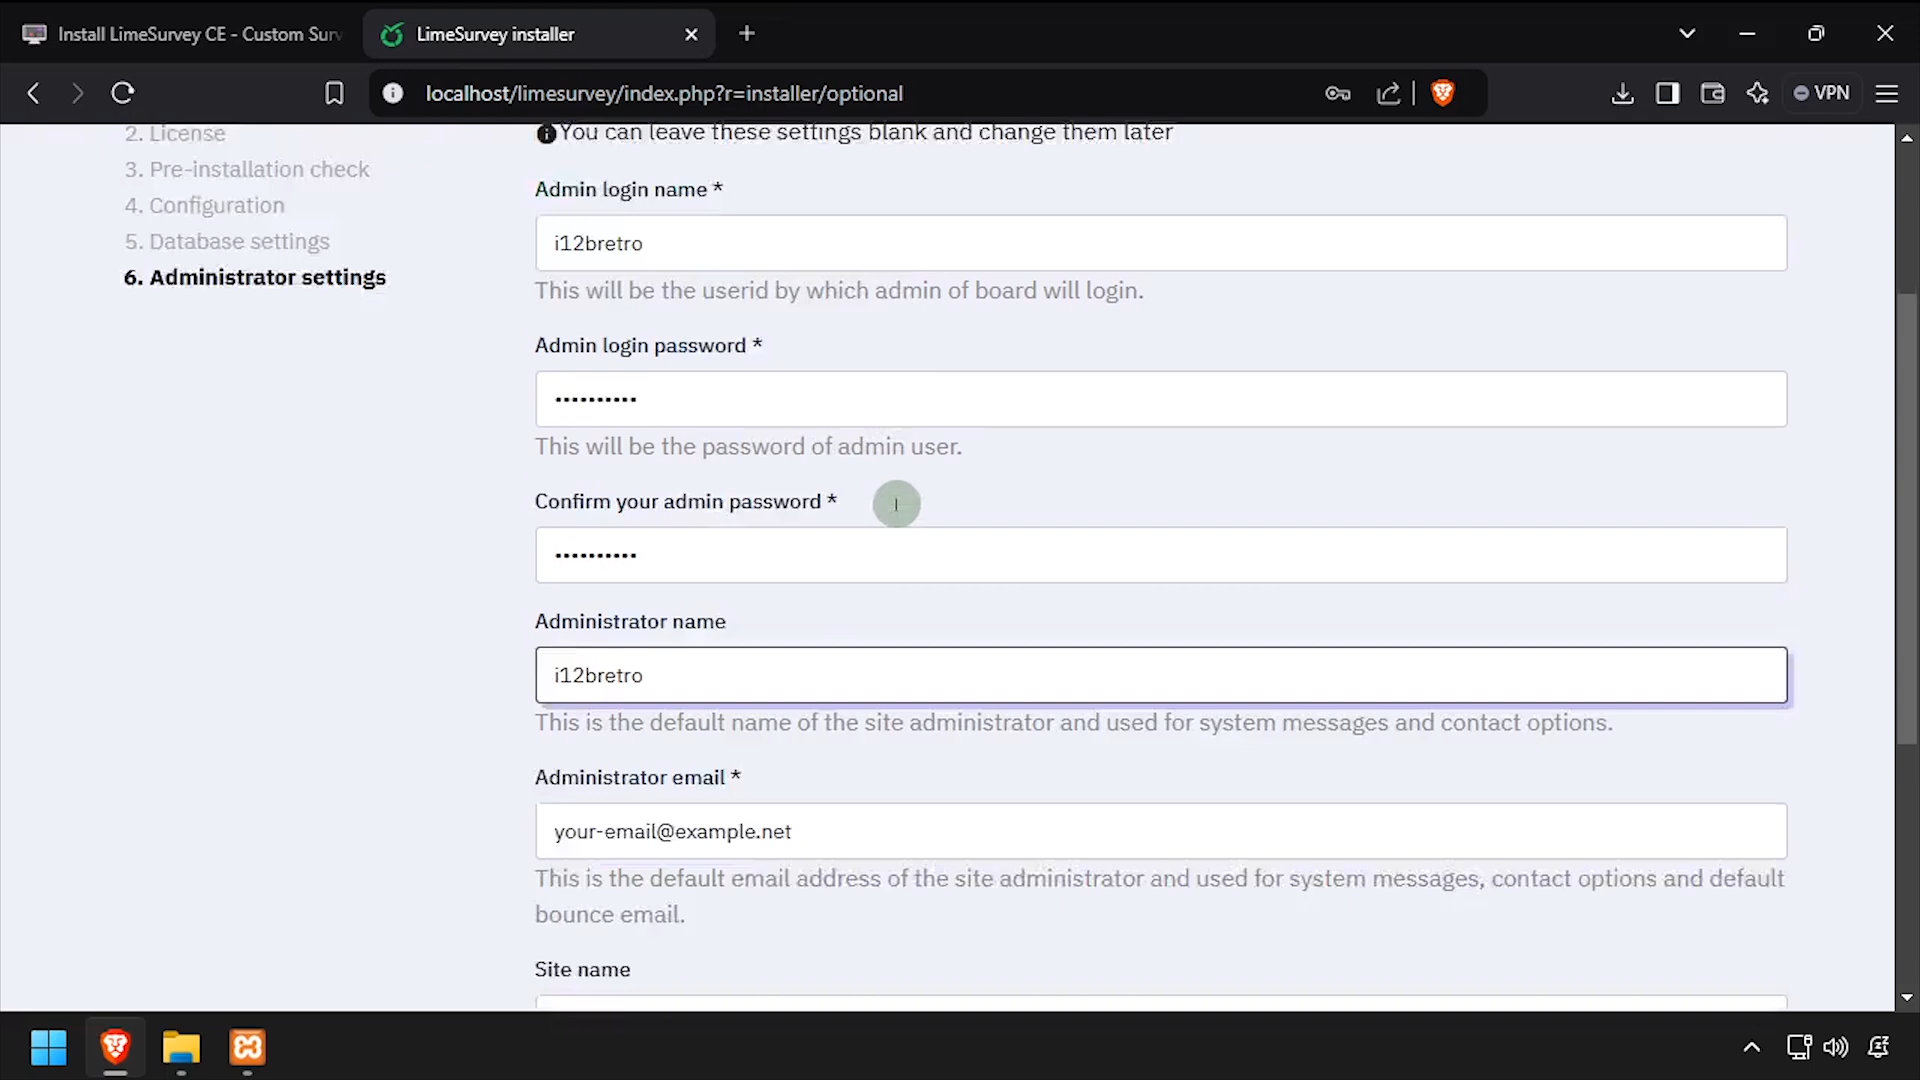 Install LimeSurvey CE - Custom Surv
LimeSurvey installer
localhost/limesurvey/index.php?r=installer/optional
VPN
2. License
3. Pre-installation check
4. Configuration
5. Database settings
6. Administrator settings
You can leave these settings blank and change them later
Admin login name *
i12bretro
This will be the userid by which admin of board will login.
Admin login password *
••••••••••
This will be the password of admin user.
Confirm your admin password *
••••••••••
Administrator name
i12bretro
This is the default name of the site administrator and used for system messages and contact options.
Administrator email *
your-email@example.net
This is the default email address of the site administrator and used for system messages, contact options and default
bounce email.
Site name